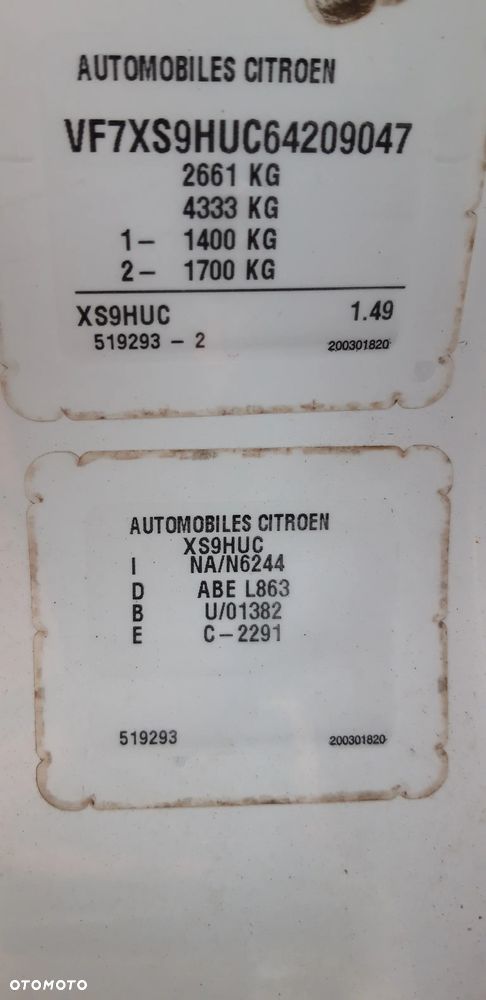 AUTOMOBILES CITROEN
VF7XS9HUC64209047
2661 KG
4333 KG
1- 1400 KG
2- 1700 KG
XS9HUC 1.49
519293 - 2 200301820
AUTOMOBILES CITROEN
XS9HUC
I NA/N6244
D ABE L863
B U/01382
E C-2291
519293 200301820
OTOMOTO